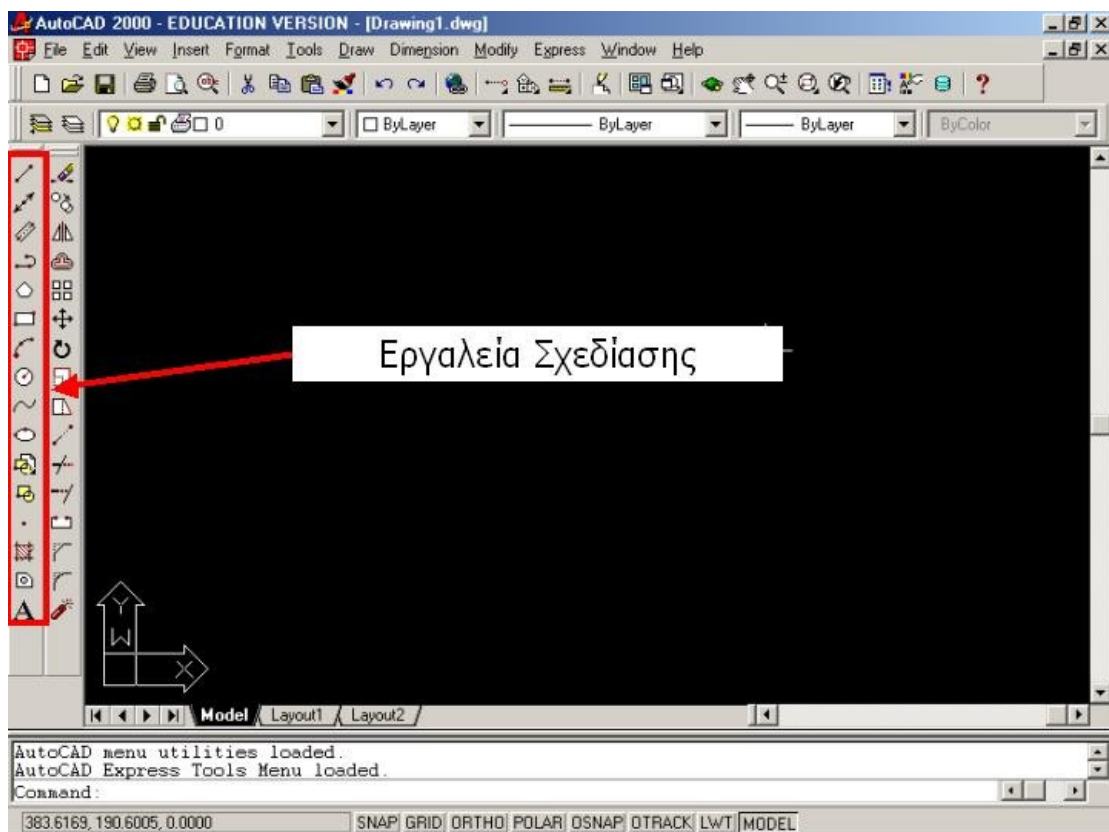 AutoCAD 2000 - EDUCATION VERSION - [Drawing1.dwg]
File Edit View Insert Format Tools Draw Dimension Modify Express Window Help
0 ByLayer ByLayer ByLayer ByColor
Εργαλεία Σχεδίασης
A
Y
W
X
Model Layout1 Layout2
AutoCAD menu utilities loaded.
AutoCAD Express Tools Menu loaded.
Command:
383.6169, 190.6005, 0.0000 SNAP GRID ORTHO POLAR OSNAP OTRACK LWT MODEL